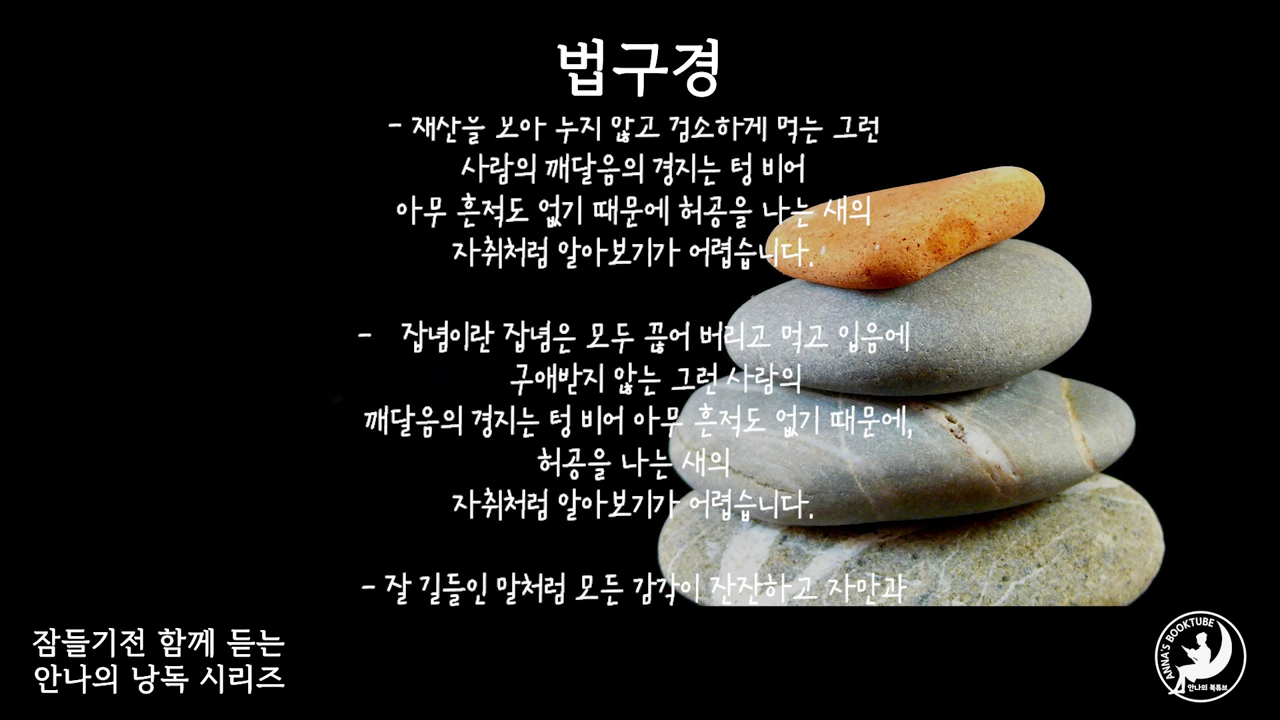 법구경
- 재산을 모아 두지 않고 검소하게 먹는 그런
사람의 깨달음의 경지는 텅 비어
아무 흔적도 없기 때문에 허공을 나는 새의
자취처럼 알아보기가 어렵습니다.
- 잡념이란 잡념은 모두 끊어 버리고 먹고 입음에
구애받지 않는 그런 사람의
깨달음의 경지는 텅 비어 아무 흔적도 없기 때문에,
허공을 나는 새의
자취처럼 알아보기가 어렵습니다.
- 잘 길들인 말처럼 모든 감각이 잔잔하고 자만과
잠들기전 함께 듣는
안나의 낭독 시리즈
ANNA'S BOOKTUBE
안나의 북튜브